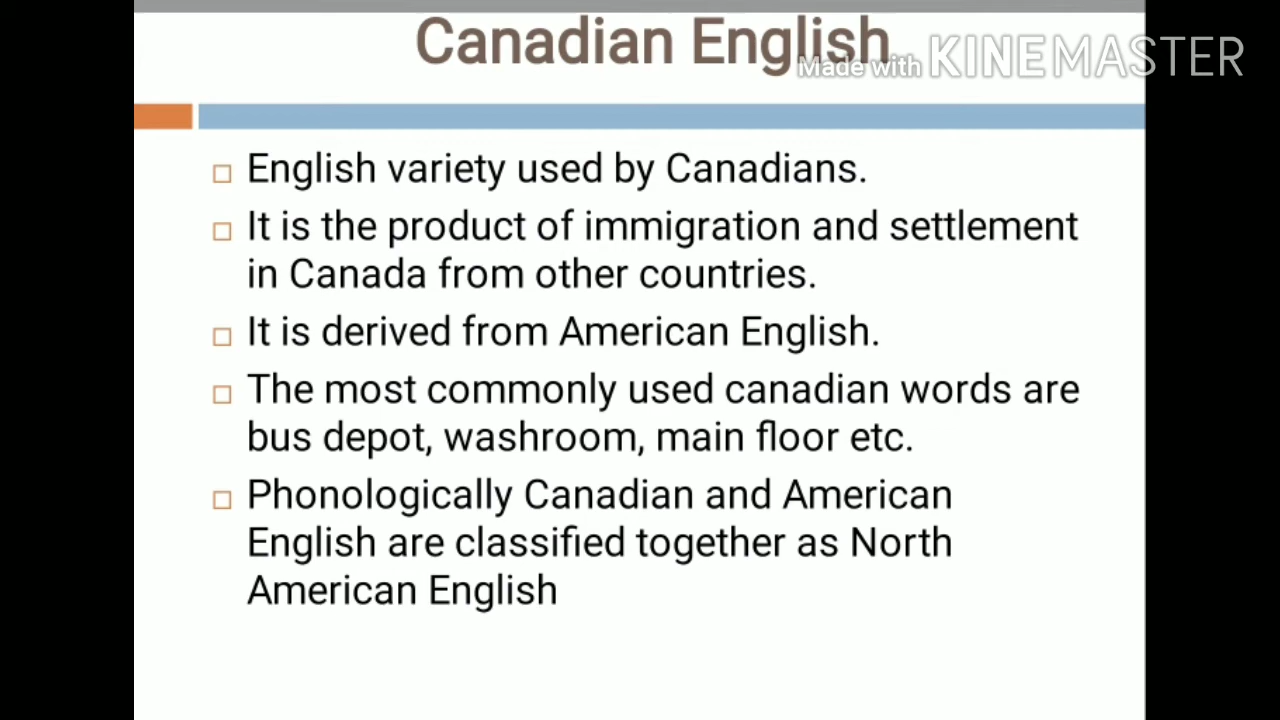 Canadian English
Made with KINEMASTER
English variety used by Canadians.
It is the product of immigration and settlement
in Canada from other countries.
It is derived from American English.
The most commonly used canadian words are
bus depot, washroom, main floor etc.
Phonologically Canadian and American
English are classified together as North
American English